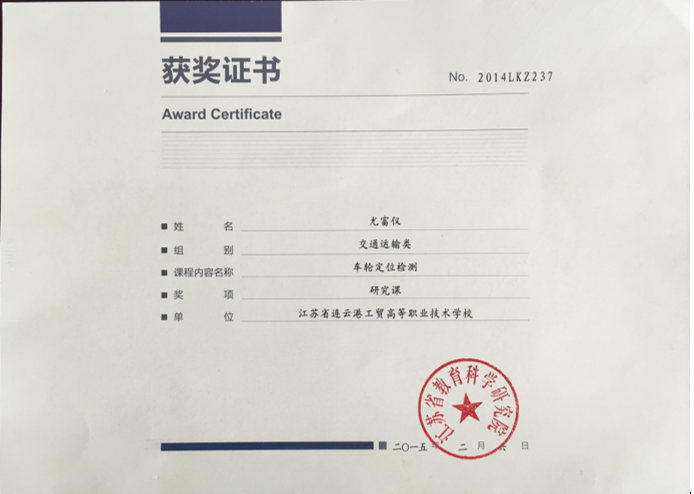 获奖证书
No. 2014LKZ237
Award Certificate
姓 名 尤富仪
组 别 交通运输类
课程内容名称 车轮定位检测
奖 项 研究课
单 位 江苏省连云港工贸高等职业技术学校
江苏省教育科学研究院
二〇一五年 二 月 六 日